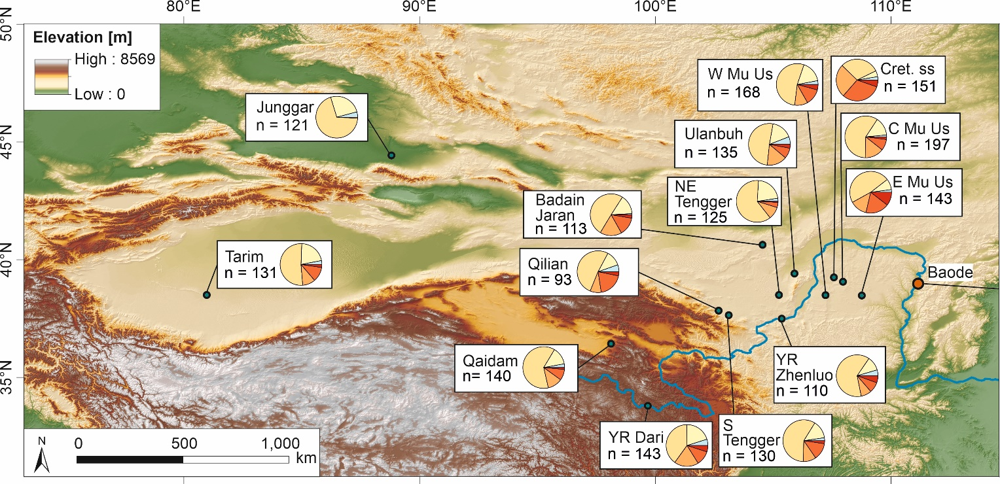 80°E
90°E
100°E
110°E
50°N
45°N
40°N
35°N
Elevation [m]
High : 8569
Low : 0
Junggar
n = 121
W Mu Us
n = 168
Cret. ss
n = 151
Ulanbuh
n = 135
C Mu Us
n = 197
NE
Tengger
n = 125
E Mu Us
n = 143
Badain
Jaran
n = 113
Tarim
n = 131
Qilian
n = 93
Baode
Qaidam
n= 140
YR
Zhenluo
n = 110
YR Dari
n = 143
S
Tengger
n = 130
N
0
500
1,000
km